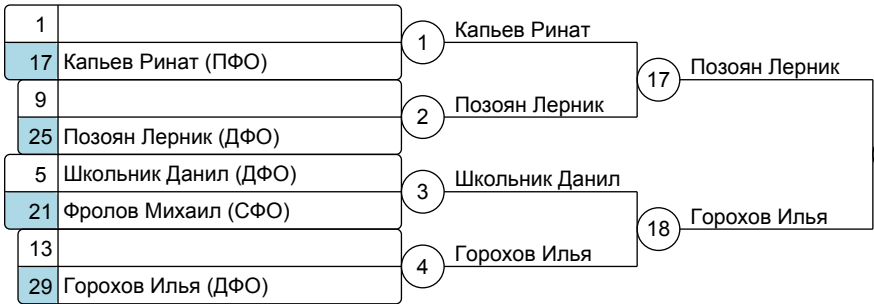 1
17 Капьев Ринат (ПФО)
9
25 Позоян Лерник (ДФО)
5 Школьник Данил (ДФО)
21 Фролов Михаил (СФО)
13
29 Горохов Илья (ДФО)
1 Капьев Ринат
2 Позоян Лерник
3 Школьник Данил
4 Горохов Илья
17 Позоян Лерник
18 Горохов Илья